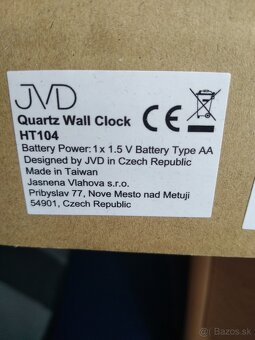 JVD
Quartz Wall Clock
HT104
Battery Power: 1 x 1.5 V Battery Type AA
Designed by JVD in Czech Republic
Made in Taiwan
Jasnena Vlahova s.r.o.
Pribyslav 77, Nove Mesto nad Metuji
54901, Czech Republic
Bazos.sk